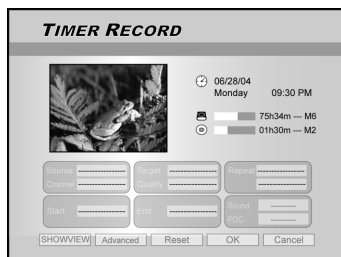 TIMER RECORD
06/28/04
Monday 09:30 PM
75h34m --- M6
01h30m --- M2
Source ---------------- Target ---------------- Repeat ----------------
Channel ---------------- Quality ---------------- ----------------
Start ---------------- End ---------------- Sound ----------
PDC ----------
SHOWVIEW Advanced Reset OK Cancel